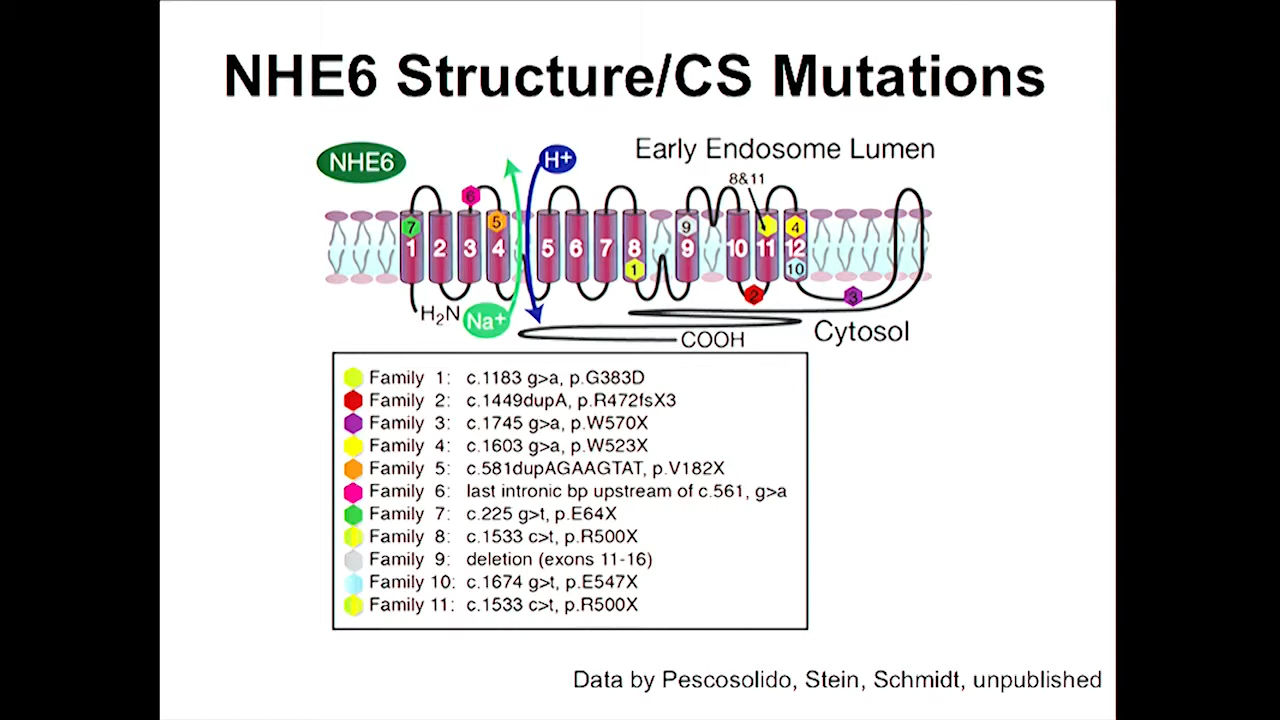 NHE6 Structure/CS Mutations
NHE6
H+
Early Endosome Lumen
8&11
6
7
5
9
4
1 2 3 4 5 6 7 8 9 10 11 12
1
10
2
3
H2N
Na+
Cytosol
COOH
Family 1: c.1183 g>a, p.G383D
Family 2: c.1449dupA, p.R472fsX3
Family 3: c.1745 g>a, p.W570X
Family 4: c.1603 g>a, p.W523X
Family 5: c.581dupAGAAGTAT, p.V182X
Family 6: last intronic bp upstream of c.561, g>a
Family 7: c.225 g>t, p.E64X
Family 8: c.1533 c>t, p.R500X
Family 9: deletion (exons 11-16)
Family 10: c.1674 g>t, p.E547X
Family 11: c.1533 c>t, p.R500X
Data by Pescosolido, Stein, Schmidt, unpublished